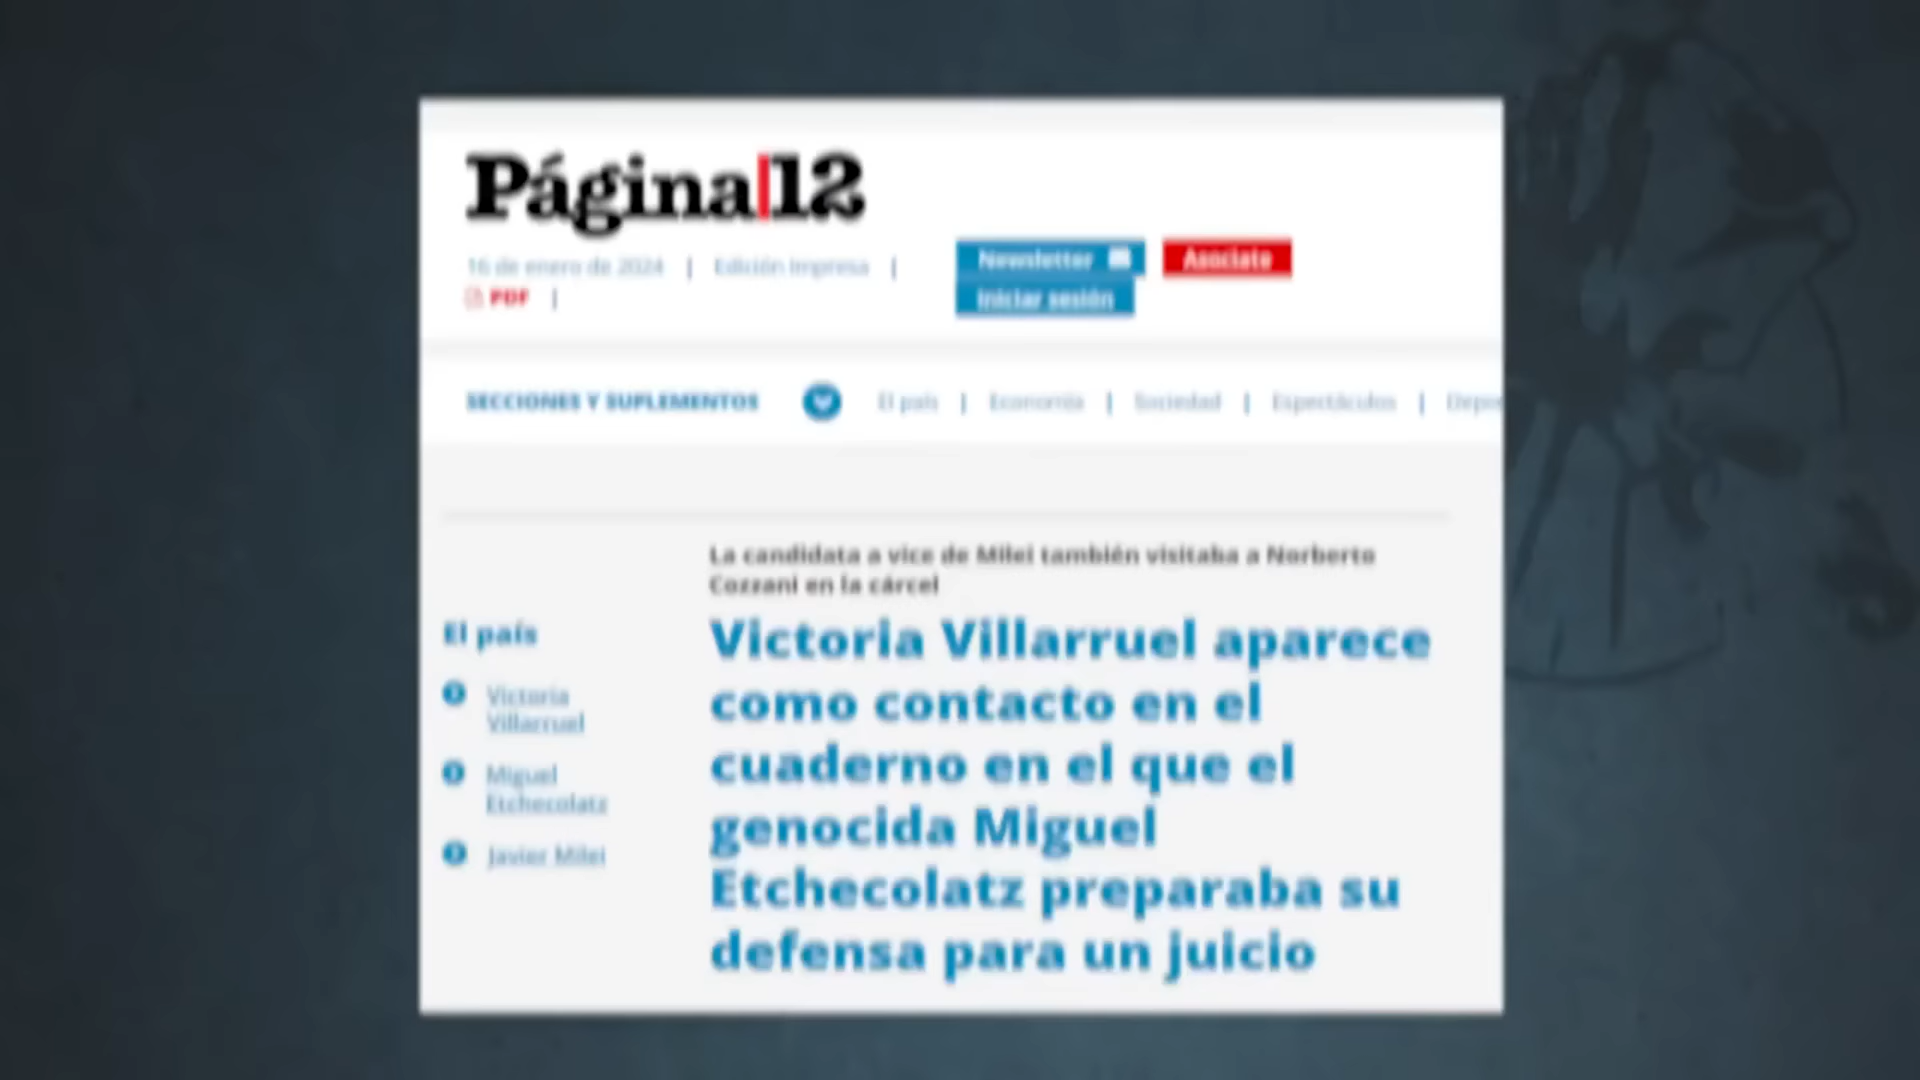 Página|12
16 de enero de 2024 | Edición Impresa |
PDF |
Newsletter
Asociate
Iniciar sesión
SECCIONES Y SUPLEMENTOS
El país | Economía | Sociedad | Espectáculos |
La candidata a vice de Milei también visitaba a Norberto
Cozzani en la cárcel
El país
Victoria
Villarruel
Miguel
Etchecolatz
Javier Milei
Victoria Villarruel aparece
como contacto en el
cuaderno en el que el
genocida Miguel
Etchecolatz preparaba su
defensa para un juicio